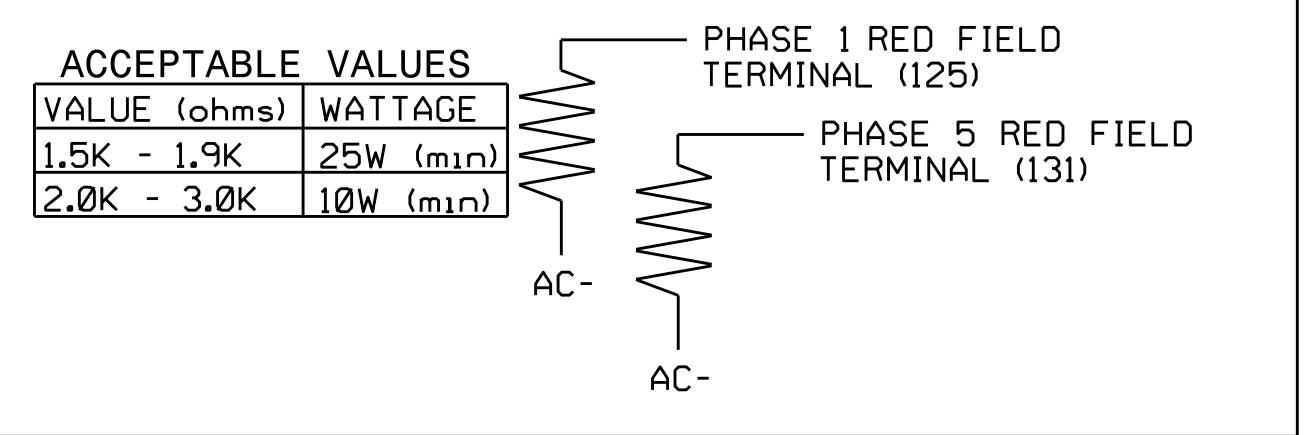 ACCEPTABLE VALUES
VALUE (ohms) WATTAGE
1.5K - 1.9K 25W (min)
2.0K - 3.0K 10W (min)
PHASE 1 RED FIELD
TERMINAL (125)
AC-
PHASE 5 RED FIELD
TERMINAL (131)
AC-